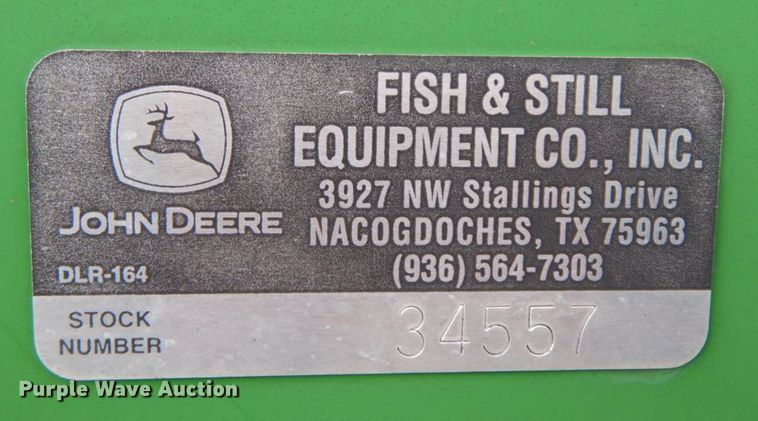 FISH & STILL
EQUIPMENT CO., INC.
3927 NW Stallings Drive
NACOGDOCHES, TX 75963
(936) 564-7303
JOHN DEERE
DLR-164
STOCK
NUMBER
34557
Purple Wave Auction